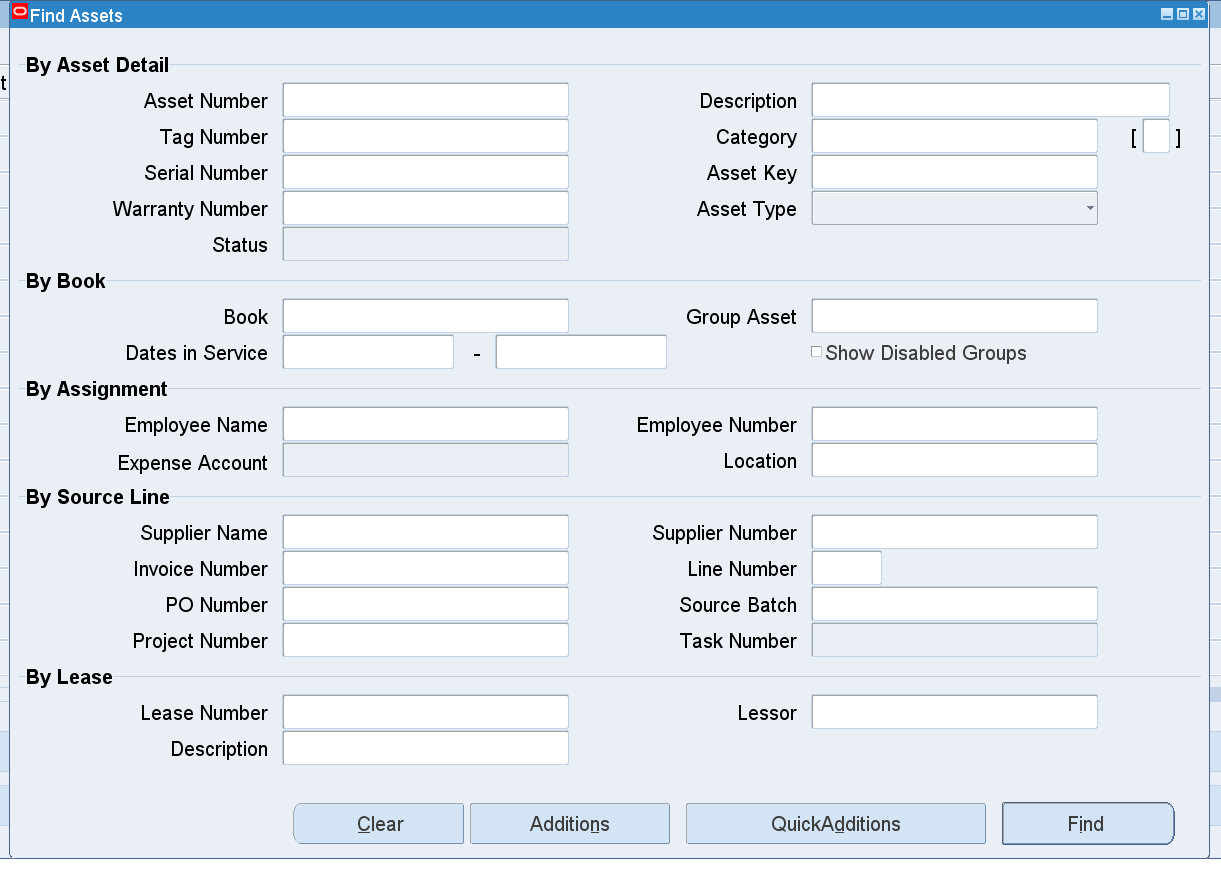 Find Assets
t
By Asset Detail
Asset Number Description
Tag Number Category [ ]
Serial Number Asset Key
Warranty Number Asset Type
Status
By Book
Book Group Asset
Dates in Service - Show Disabled Groups
By Assignment
Employee Name Employee Number
Expense Account Location
By Source Line
Supplier Name Supplier Number
Invoice Number Line Number
PO Number Source Batch
Project Number Task Number
By Lease
Lease Number Lessor
Description
Clear Additions QuickAdditions Find